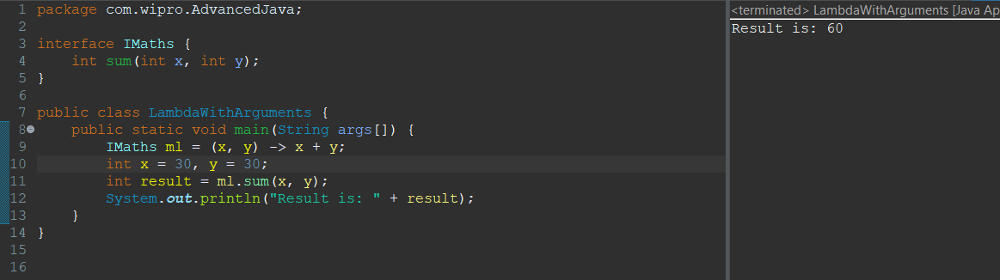 1 package com.wipro.AdvancedJava;
2
3 interface IMaths {
4     int sum(int x, int y);
5 }
6
7 public class LambdaWithArguments {
8     public static void main(String args[]) {
9         IMaths ml = (x, y) -> x + y;
10         int x = 30, y = 30;
11         int result = ml.sum(x, y);
12         System.out.println("Result is: " + result);
13     }
14 }
15
16
<terminated> LambdaWithArguments [Java Ap
Result is: 60